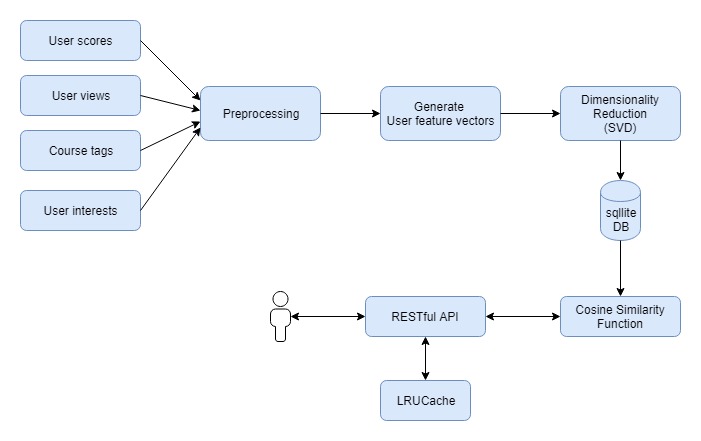 User scores
User views
Course tags
User interests
Preprocessing
Generate
User feature vectors
Dimensionality
Reduction
(SVD)
sqllite
DB
Cosine Similarity
Function
RESTful API
LRUCache